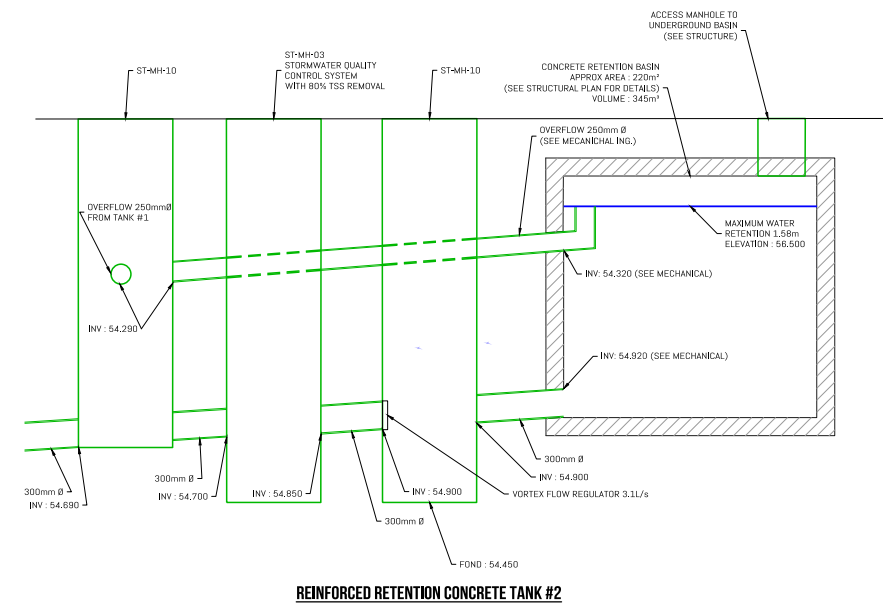 ACCESS MANHOLE TO
UNDERGROUND BASIN
(SEE STRUCTURE)
ST-MH-10
ST-MH-03
STORMWATER QUALITY
CONTROL SYSTEM
WITH 80% TSS REMOVAL
ST-MH-10
CONCRETE RETENTION BASIN
APPROX AREA : 220m²
(SEE STRUCTURAL PLAN FOR DETAILS)
VOLUME : 345m³
OVERFLOW 250mm Ø
(SEE MECANICHAL ING.)
OVERFLOW 250mmØ
FROM TANK #1
MAXIMUM WATER
RETENTION 1.58m
ELEVATION : 56.500
INV: 54.320 (SEE MECHANICAL)
INV : 54.290
INV: 54.920 (SEE MECHANICAL)
300mm Ø
INV: 54.690
300mm Ø
INV : 54.700
INV : 54.850
300mm Ø
INV : 54.900
300mm Ø
INV : 54.900
VORTEX FLOW REGULATOR 3.1L/s
FOND : 54.450
REINFORCED RETENTION CONCRETE TANK #2